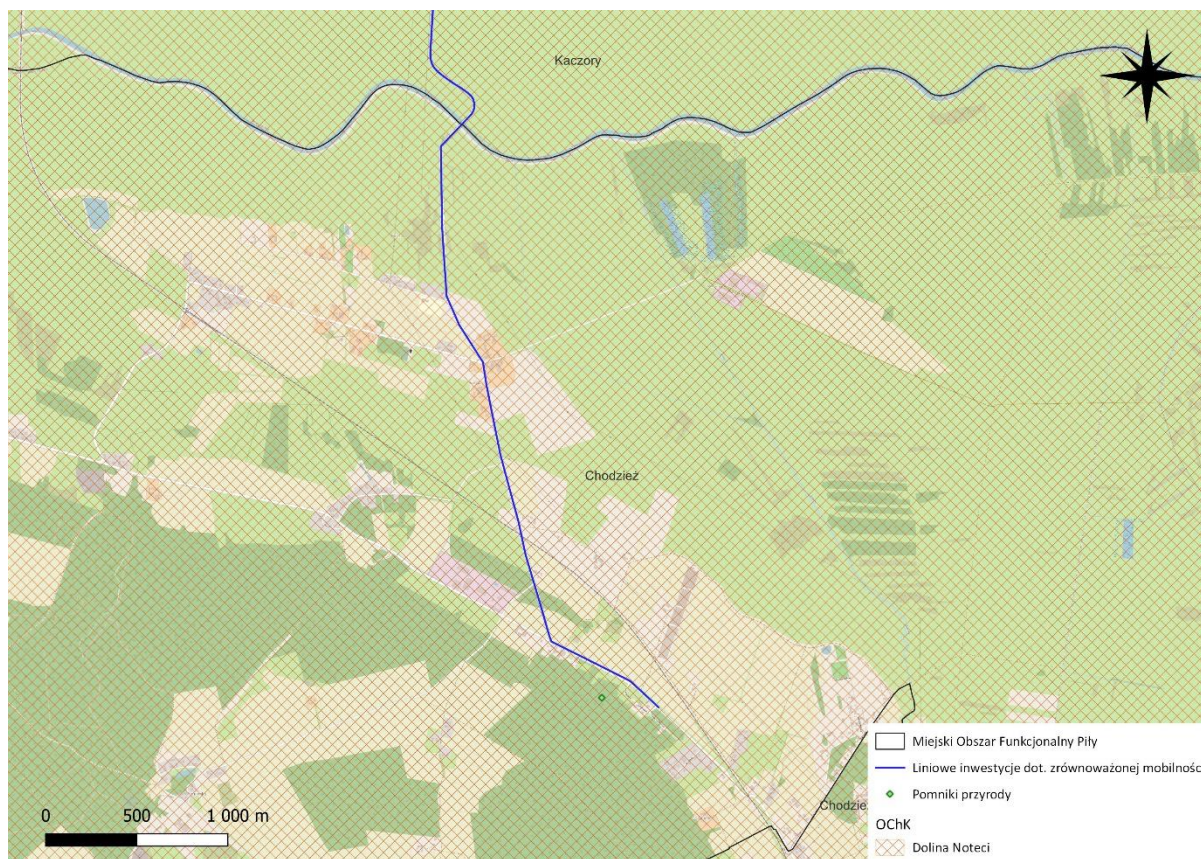 Kaczory
Chodzież
Miejski Obszar Funkcjonalny Piły
Liniowe inwestycje dot. zrównoważonej mobilnośc
Pomniki przyrody
Chodzież
OChK
Dolina Noteci
0 500 1 000 m